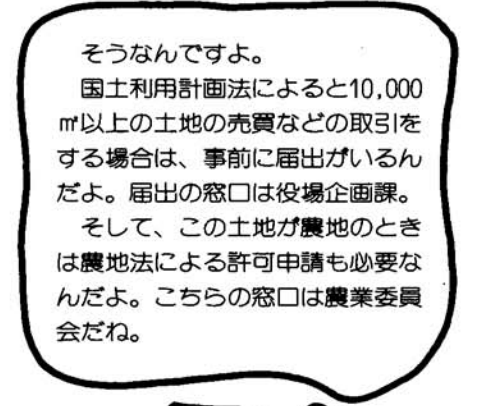 そうなんですよ。
国土利用計画法によると10,000
㎡以上の土地の売買などの取引を
する場合は、事前に届出がいるん
だよ。届出の窓口は役場企画課。
そして、この土地が農地のとき
は農地法による許可申請も必要な
んだよ。こちらの窓口は農業委員
会だね。